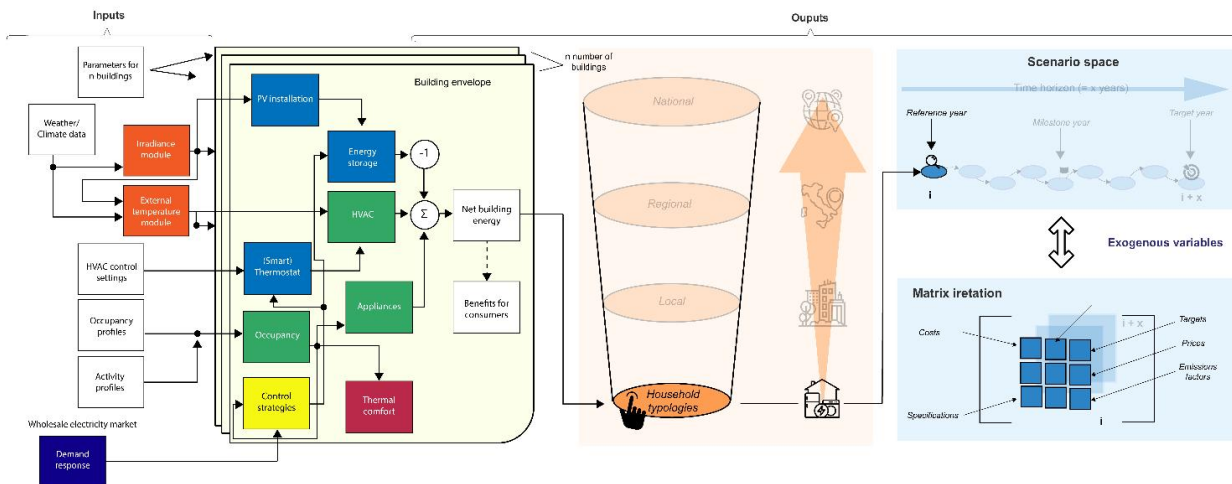 Inputs
Ouputs
Parameters for
n buildings
n number of
buildings
Building envelope
Weather/
Climate data
Irradiance
module
External
temperature
module
HVAC control
settings
Occupancy
profiles
Activity
profiles
Wholesale electricity market
Demand
response
PV installation
Energy
storage
-1
HVAC
Σ
Net building
energy
(Smart)
Thermostat
Appliances
Benefits for
consumers
Occupancy
Control
strategies
Thermal
comfort
National
Regional
Local
Household
typologies
Scenario space
Time horizon (= x years)
Reference year
Milestone year
Target year
i
i + x
Exogenous variables
Matrix iretation
i + x
Costs
Targets
Prices
Emissions
factors
Specifications
i